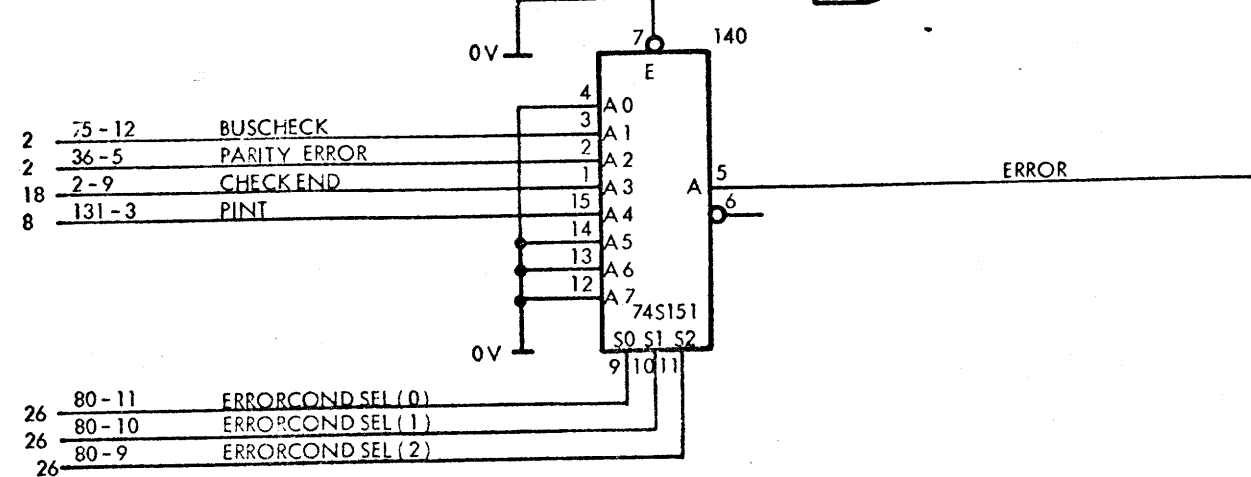 7 140
0V
E
4 A0
3 A1
2 75-12 BUSCHECK
2 A2
2 36-5 PARITY ERROR
1 A3 A 5 ERROR
18 2-9 CHECK END
15 A4 6
8 131-3 PINT
14 A5
13 A6
12 A7
74S151
S0 S1 S2
0V
9 10 11
26 80-11 ERRORCOND SEL(0)
26 80-10 ERRORCOND SEL(1)
26 80-9 ERRORCOND SEL(2)